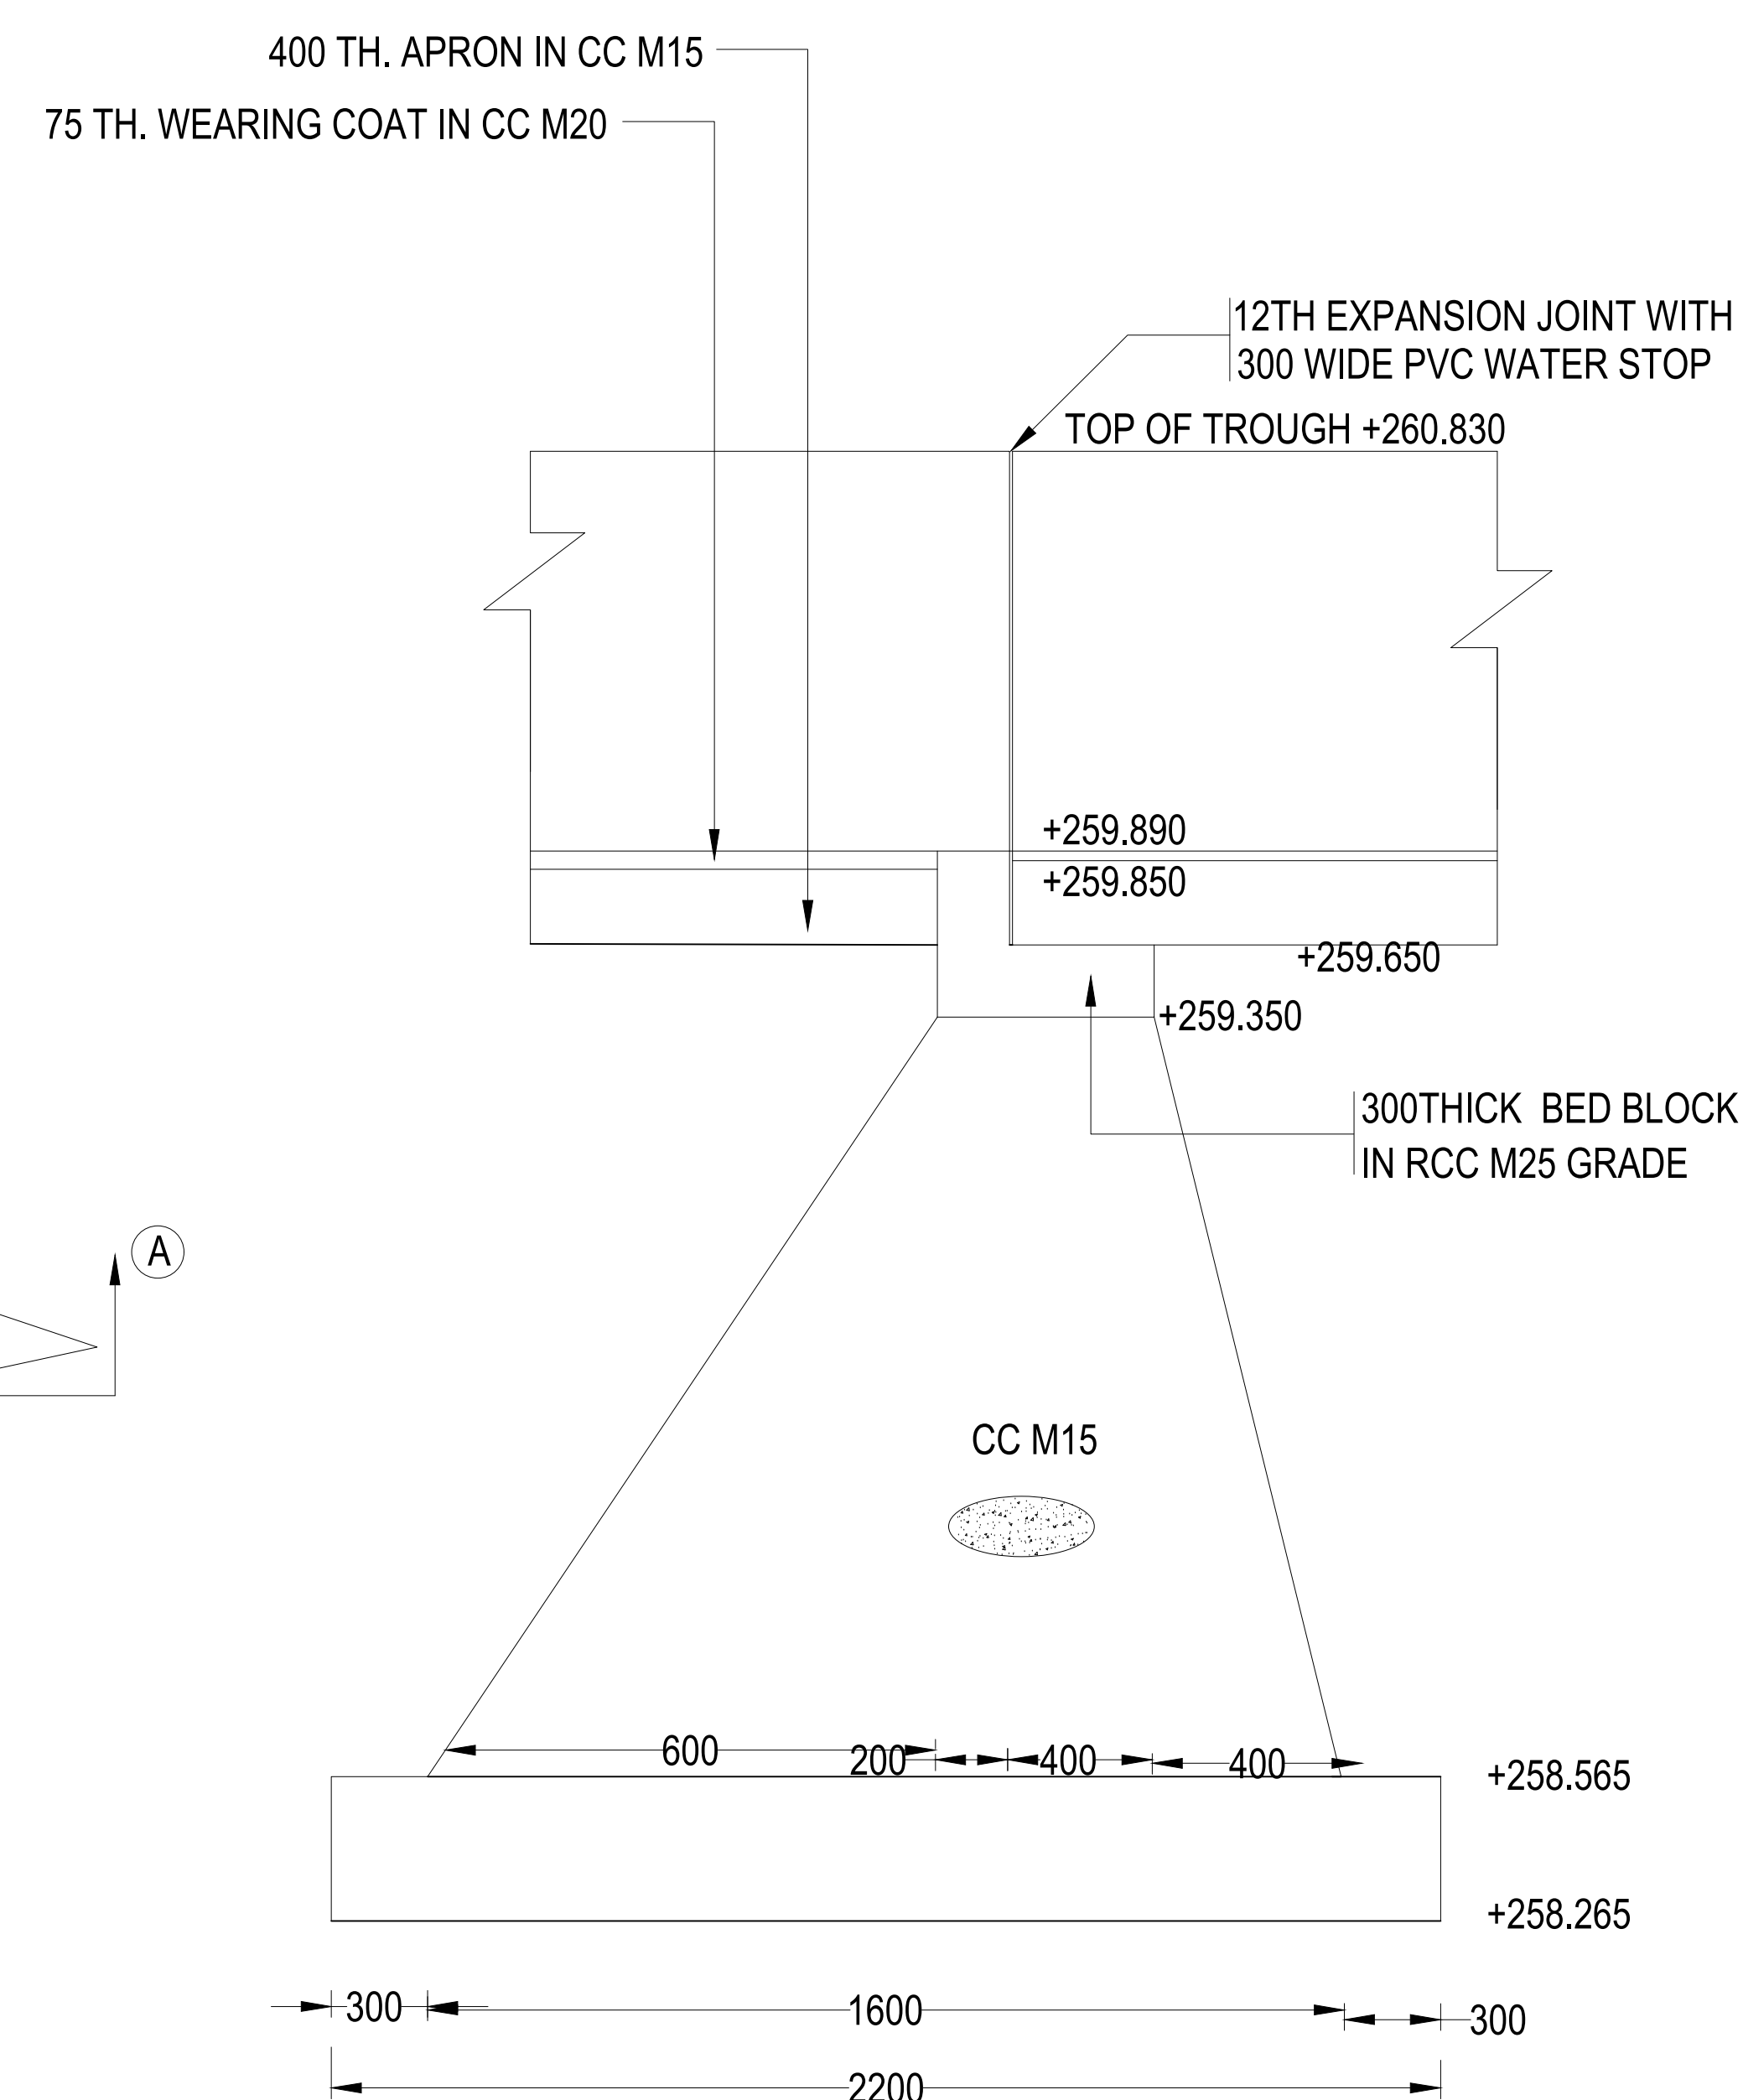 400 TH. APRON IN CC M15
75 TH. WEARING COAT IN CC M20
12TH EXPANSION JOINT WITH
300 WIDE PVC WATER STOP
TOP OF TROUGH +260.830
+259.890
+259.850
+259.650
+259.350
300THICK BED BLOCK
IN RCC M25 GRADE
A
CC M15
600
200
400
400
+258.565
+258.265
300
1600
300
2200